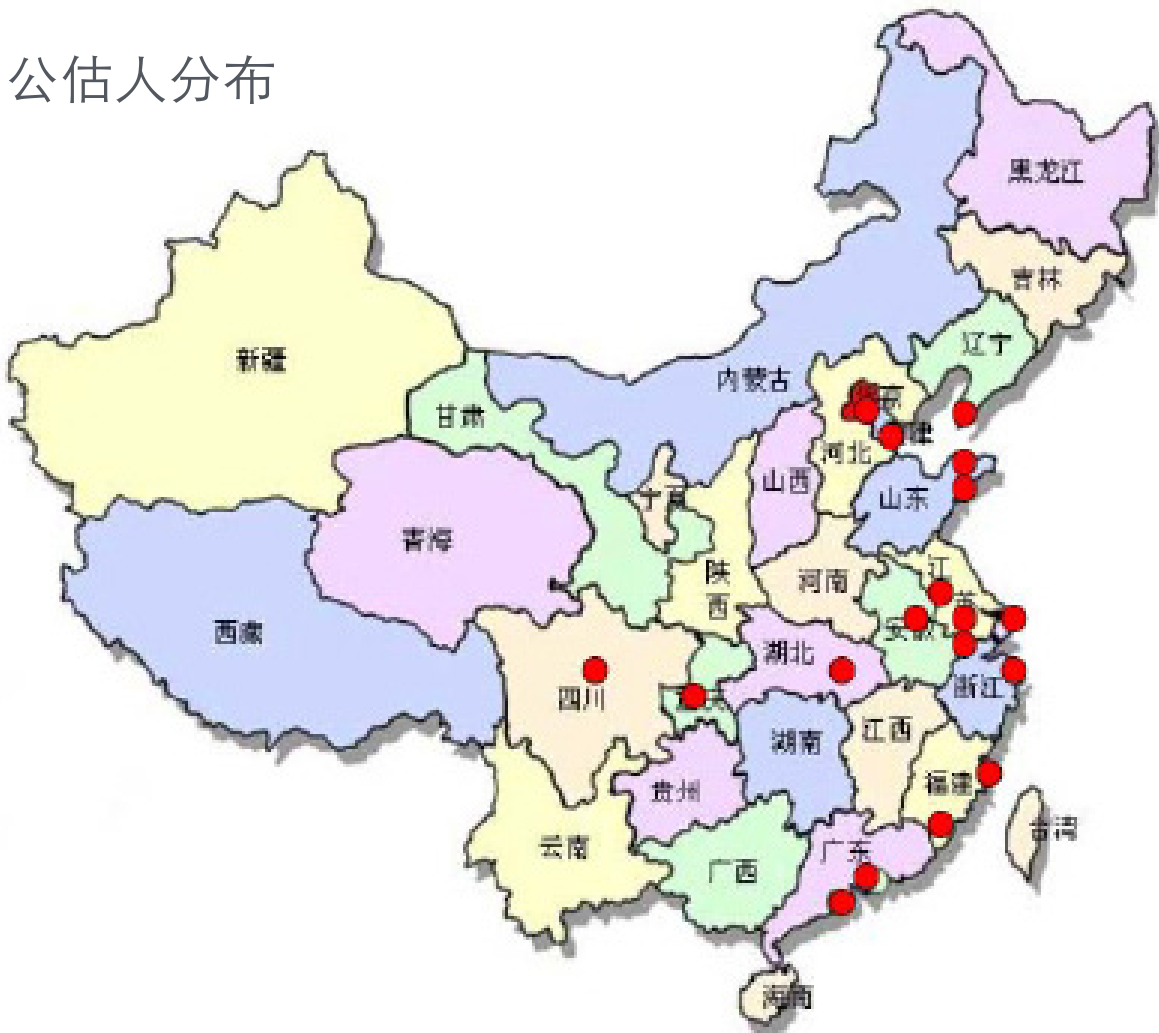 公估人分布
黑龙江
吉林
辽宁
新疆
内蒙古
甘肃
河北
山西
山东
青海
陕
西
河南
江
西藏
湖北
四川
浙江
湖南
江西
福建
贵州
台湾
云南
广东
广西
海南